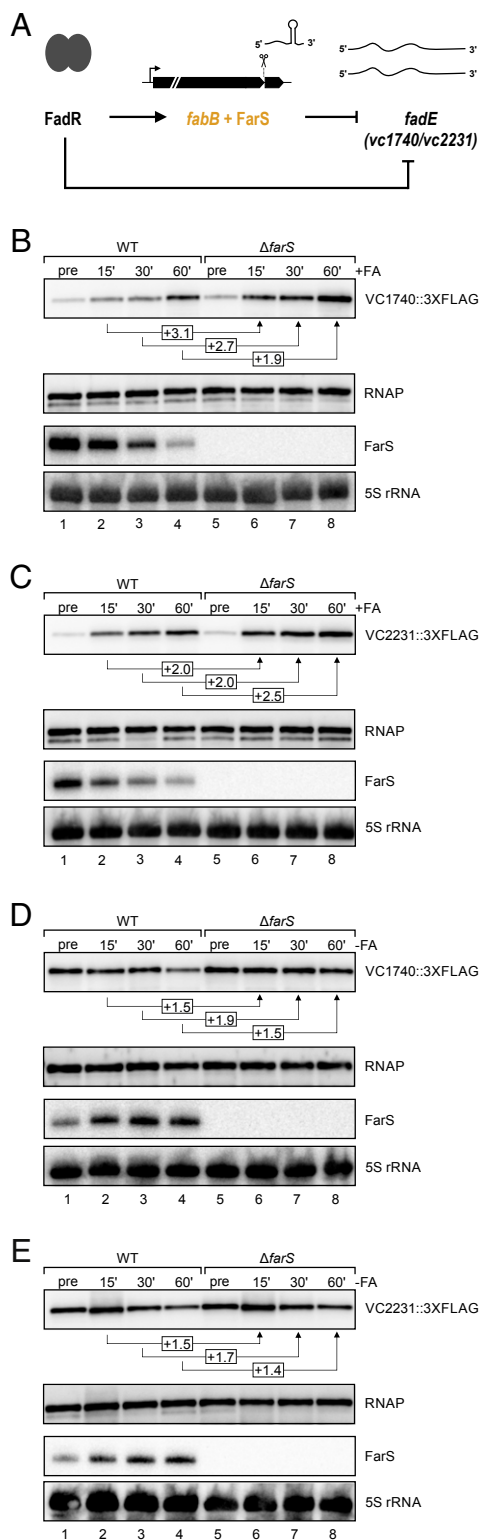 A
5' 3' 5' 3'
5' 3'
FadR fabB + FarS fadE
(vc1740/vc2231)
B
WT ΔfarS
pre 15' 30' 60' pre 15' 30' 60' +FA
VC1740::3XFLAG
+3.1
+2.7
+1.9
RNAP
FarS
5S rRNA
1 2 3 4 5 6 7 8
C
WT ΔfarS
pre 15' 30' 60' pre 15' 30' 60' +FA
VC2231::3XFLAG
+2.0
+2.0
+2.5
RNAP
FarS
5S rRNA
1 2 3 4 5 6 7 8
D
WT ΔfarS
pre 15' 30' 60' pre 15' 30' 60' -FA
VC1740::3XFLAG
+1.5
+1.9
+1.5
RNAP
FarS
5S rRNA
1 2 3 4 5 6 7 8
E
WT ΔfarS
pre 15' 30' 60' pre 15' 30' 60' -FA
VC2231::3XFLAG
+1.5
+1.7
+1.4
RNAP
FarS
5S rRNA
1 2 3 4 5 6 7 8